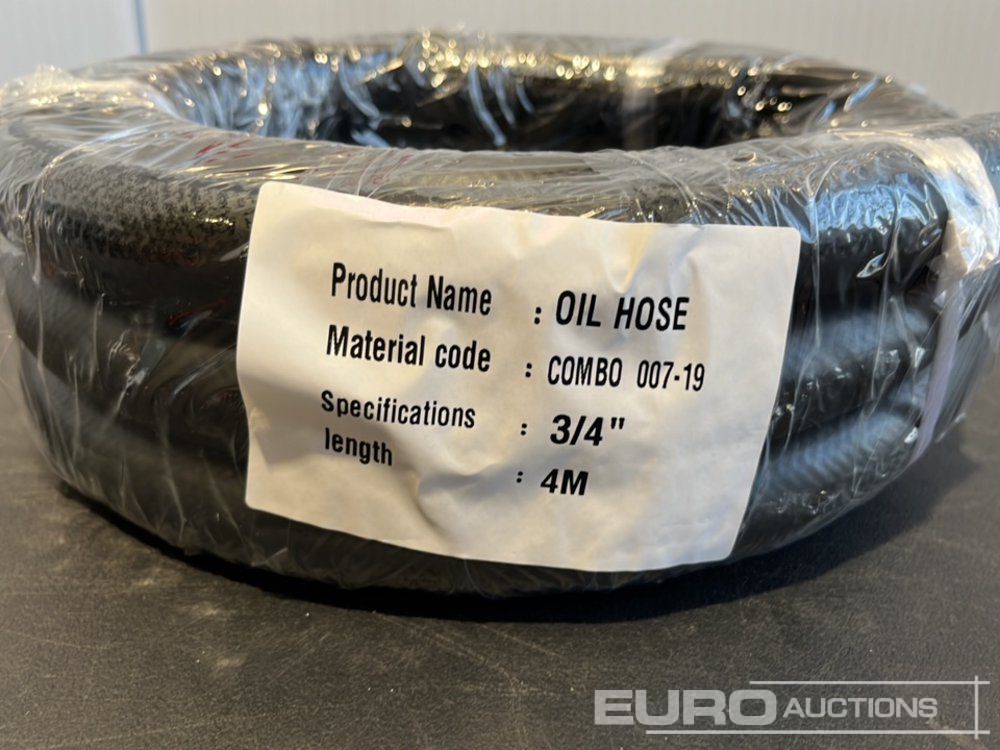 Product Name : OIL HOSE
Material code : COMBO 007-19
Specifications : 3/4"
length : 4M
EURO AUCTIONS